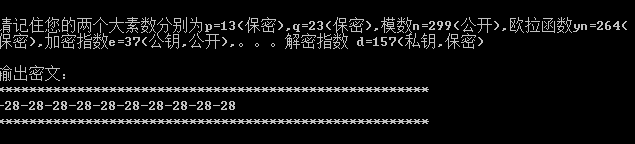 请记住您的两个大素数分别为p=13(保密),q=23(保密),模数n=299(公开),欧拉函数yn=264(
保密),加密指数e=37(公钥,公开),。。。解密指数 d=157(私钥,保密)
输出密文:
*****************************************************
-28-28-28-28-28-28-28-28-28-28
*****************************************************